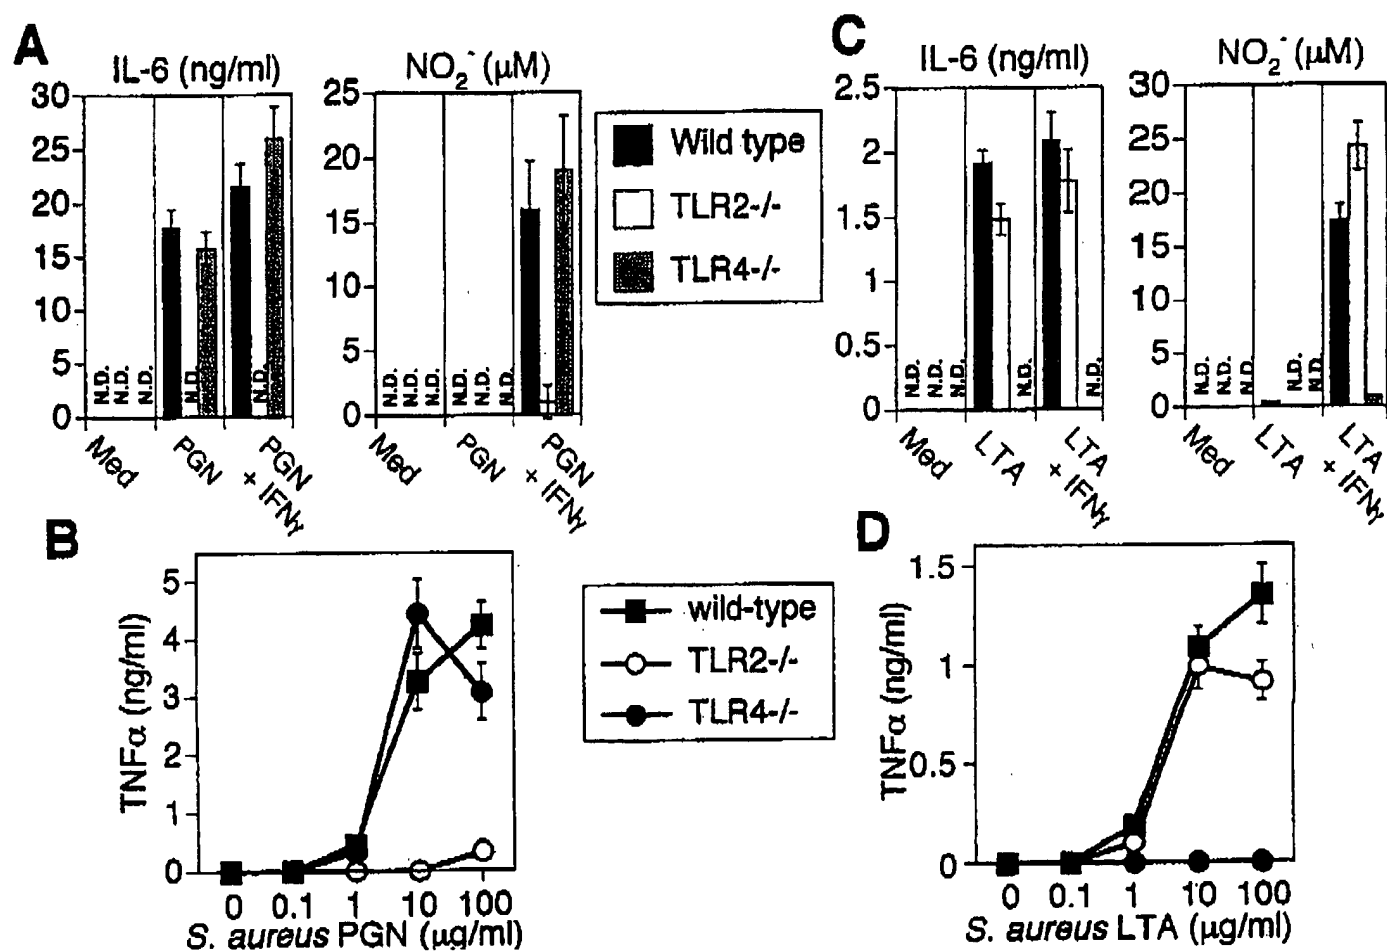 A
IL-6 (ng/ml)
30
25
20
15
10
5
0
N.D. N.D. N.D. N.D. N.D.
Med PGN PGN + IFNγ
NO2- (μM)
25
20
15
10
5
0
N.D. N.D. N.D. N.D. N.D. N.D.
Med PGN PGN + IFNγ
Wild type
TLR2-/-
TLR4-/-
C
IL-6 (ng/ml)
2.5
2
1.5
1
0.5
0
N.D. N.D. N.D. N.D. N.D.
Med LTA LTA + IFNγ
NO2- (μM)
30
25
20
15
10
5
0
N.D. N.D. N.D. N.D. N.D.
Med LTA LTA + IFNγ
B
TNFα (ng/ml)
5
4
3
2
1
0
0 0.1 1 10 100
S. aureus PGN (μg/ml)
wild-type
TLR2-/-
TLR4-/-
D
TNFα (ng/ml)
1.5
1
0.5
0
0 0.1 1 10 100
S. aureus LTA (μg/ml)